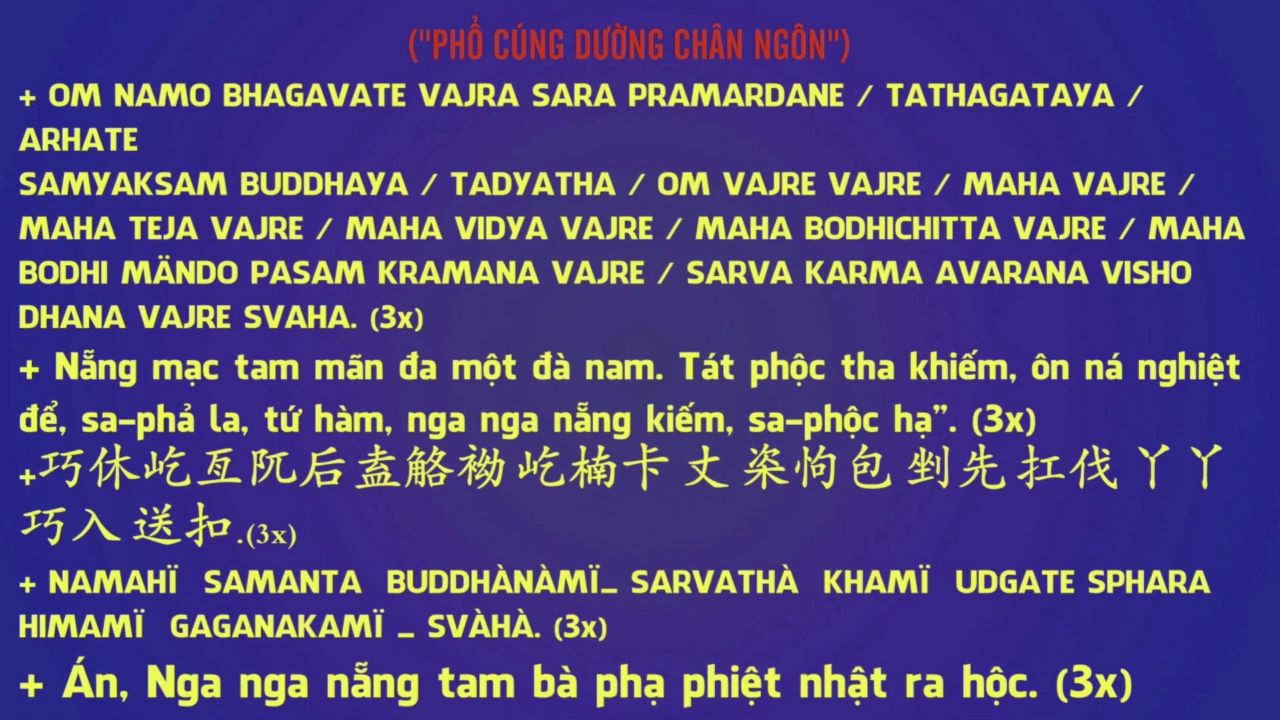 ("PHỔ CÚNG DƯỜNG CHÂN NGÔN")
+ OM NAMO BHAGAVATE VAJRA SARA PRAMARDANE / TATHAGATAYA /
ARHATE
SAMYAKSAM BUDDHAYA / TADYATHA / OM VAJRE VAJRE / MAHA VAJRE /
MAHA TEJA VAJRE / MAHA VIDYA VAJRE / MAHA BODHICHITTA VAJRE / MAHA
BODHI MÄNDO PASAM KRAMANA VAJRE / SARVA KARMA AVARANA VISHO
DHANA VAJRE SVAHA. (3x)
+ Nẵng mạc tam mãn đa một đà nam. Tát phộc tha khiếm, ôn ná nghiệt
để, sa-phả la, tứ hàm, nga nga nẵng kiếm, sa-phộc hạ”. (3x)
+巧休屹亙阢后盍觡袎屹楠卡丈姿怐包剉先扛伐丫丫
巧入送扣.(3x)
+ NAMAHÏ SAMANTA BUDDHÀNÀMÏ_ SARVATHÀ KHAMÏ UDGATE SPHARA
HIMAMÏ GAGANAKAMÏ _ SVÀHÀ. (3x)
+ Án, Nga nga nẵng tam bà phạ phiệt nhật ra hộc. (3x)